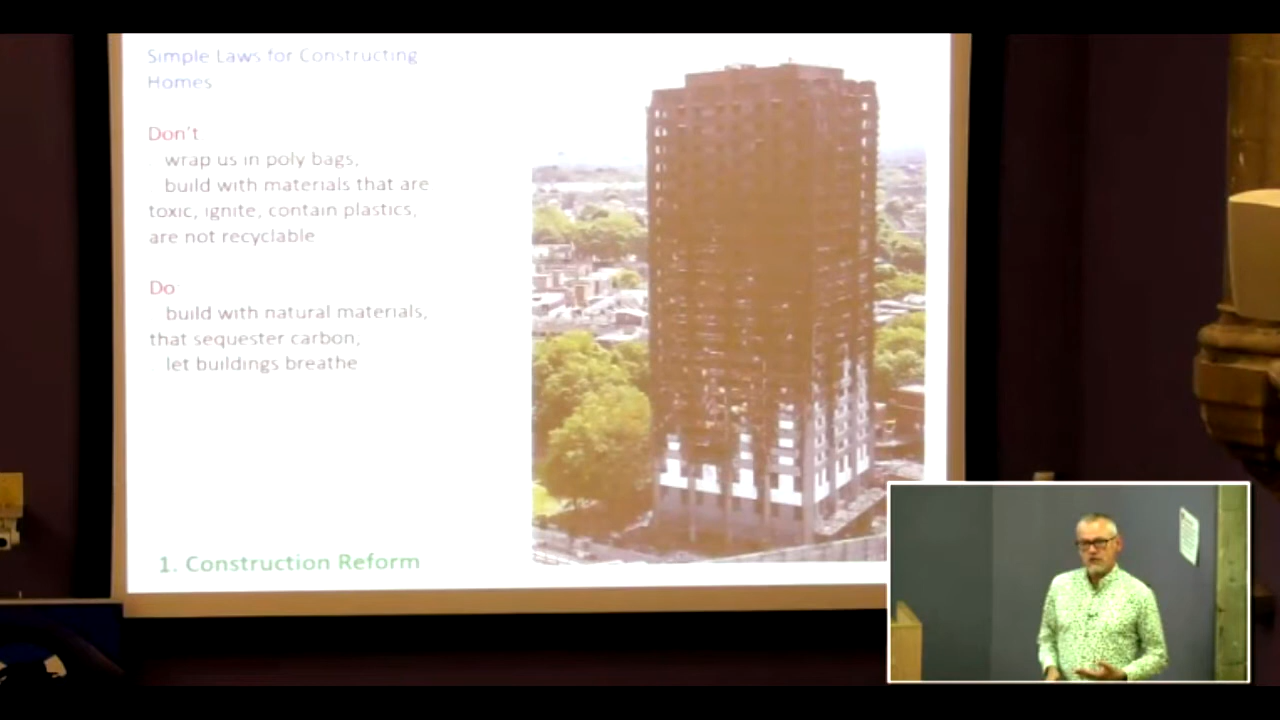 Simple Laws for Constructing
Homes
Don't
wrap us in poly bags,
build with materials that are
toxic, ignite, contain plastics,
are not recyclable
Do
build with natural materials,
that sequester carbon,
let buildings breathe
1. Construction Reform